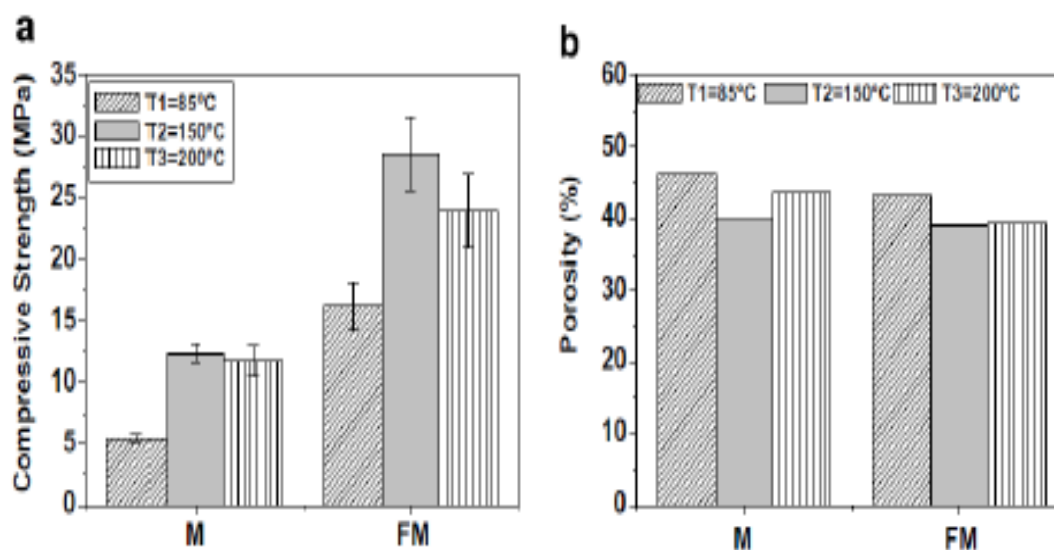 a
Compressive Strength (MPa)
35
30
25
20
15
10
5
0
T1=85ºC
T2=150ºC
T3=200ºC
M
FM
b
Porosity (%)
60
50
40
30
20
10
0
T1=85ºC T2=150ºC T3=200ºC
M
FM